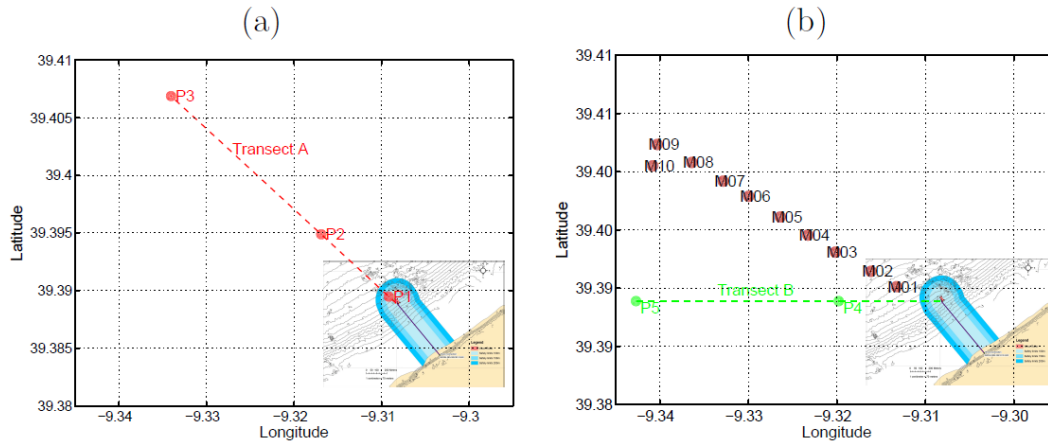 (a)
39.41
39.405
39.4
39.395
39.39
39.385
39.38
Latitude
P3
Transect A
P2
P1
Legend
−9.34
−9.33
−9.32
−9.31
−9.3
Longitude
(b)
39.41
39.41
39.40
39.40
39.39
39.39
39.38
Latitude
M09
M10
M08
M07
M06
M05
M04
M03
M02
M01
Transect B
P5
P4
Legend
−9.34
−9.33
−9.32
−9.31
−9.30
Longitude